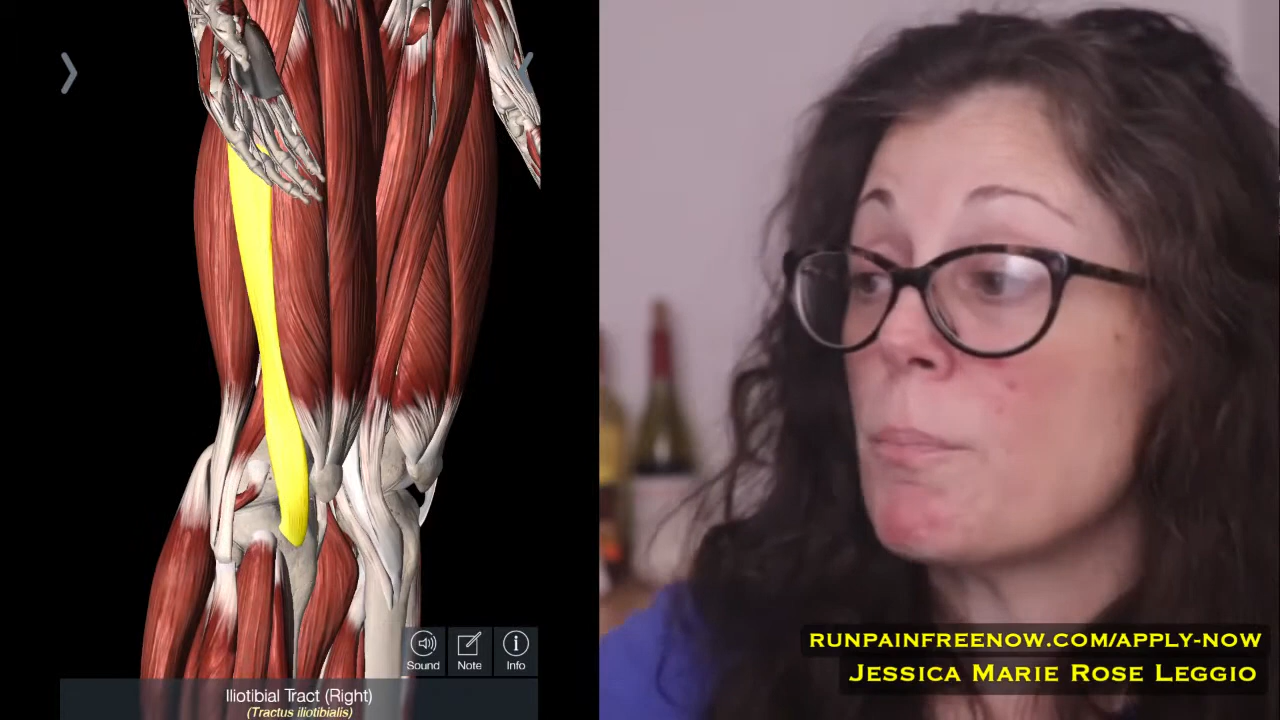 Sound
Note
Info
Iliotibial Tract (Right)
(Tractus iliotibialis)
RUNPAINFREENOW.COM/APPLY-NOW
JESSICA MARIE ROSE LEGGIO